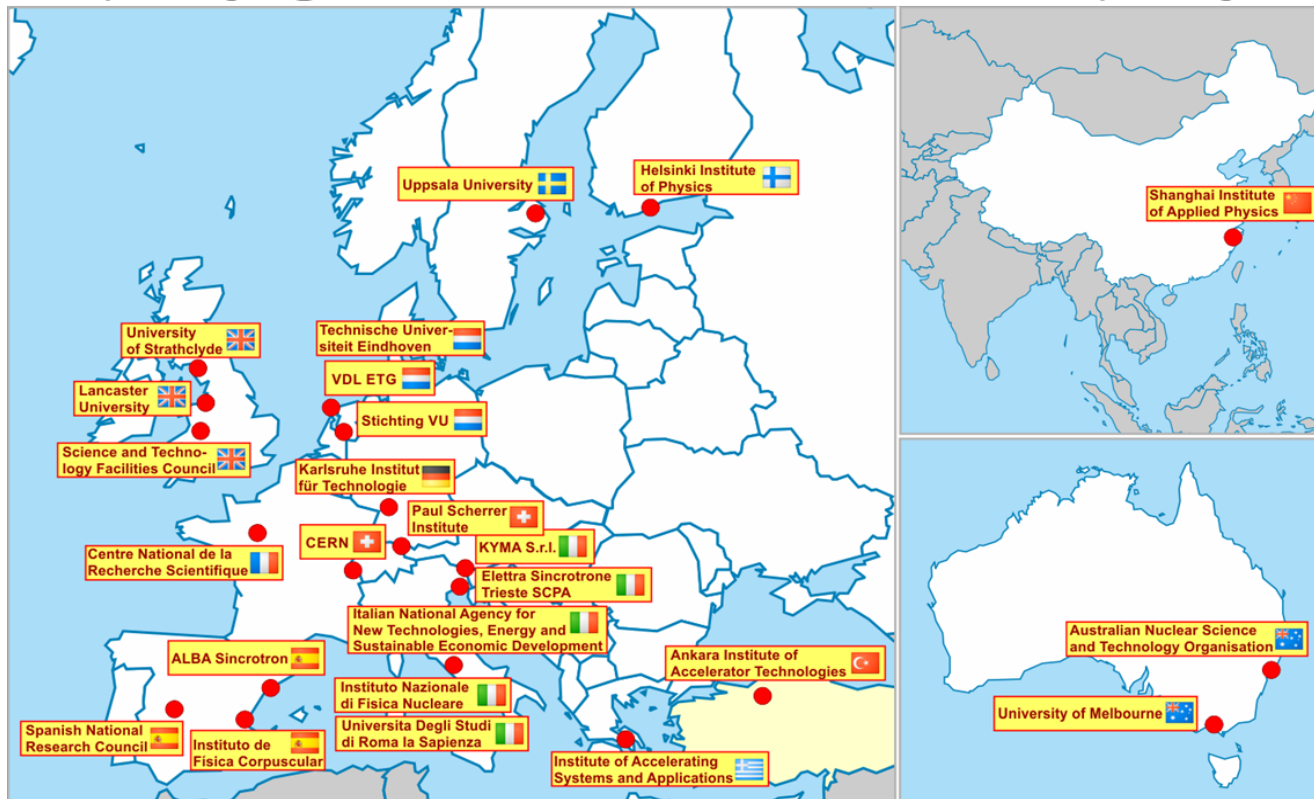 Uppsala University
Helsinki Institute
of Physics
University
of Strathclyde
Technische Univer-
siteit Eindhoven
VDL ETG
Lancaster
University
Stichting VU
Science and Techno-
logy Facilities Council
Karlsruhe Institut
für Technologie
Paul Scherrer
Institute
CERN
KYMA S.r.l.
Centre National de la
Recherche Scientifique
Elettra Sincrotrone
Trieste SCPA
Italian National Agency for
New Technologies, Energy and
Sustainable Economic Development
ALBA Sincrotron
Ankara Institute of
Accelerator Technologies
Instituto Nazionale
di Fisica Nucleare
Spanish National
Research Council
Instituto de
Fisica Corpuscular
Universita Degli Studi
di Roma la Sapienza
Institute of Accelerating
Systems and Applications
Shanghai Institute
of Applied Physics
Australian Nuclear Science
and Technology Organisation
University of Melbourne